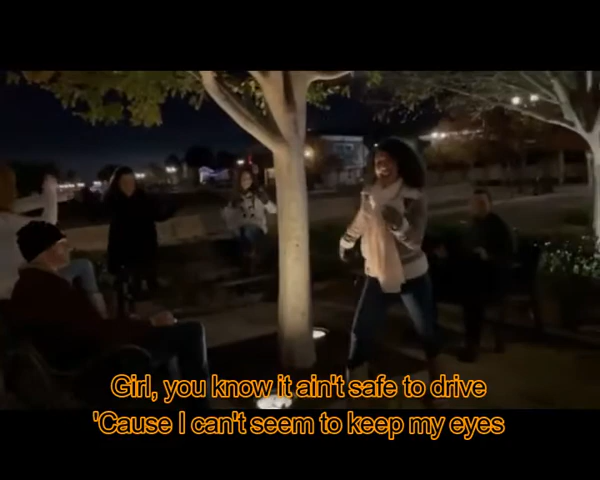 Girl, you know it ain't safe to drive
'Cause I can't seem to keep my eyes